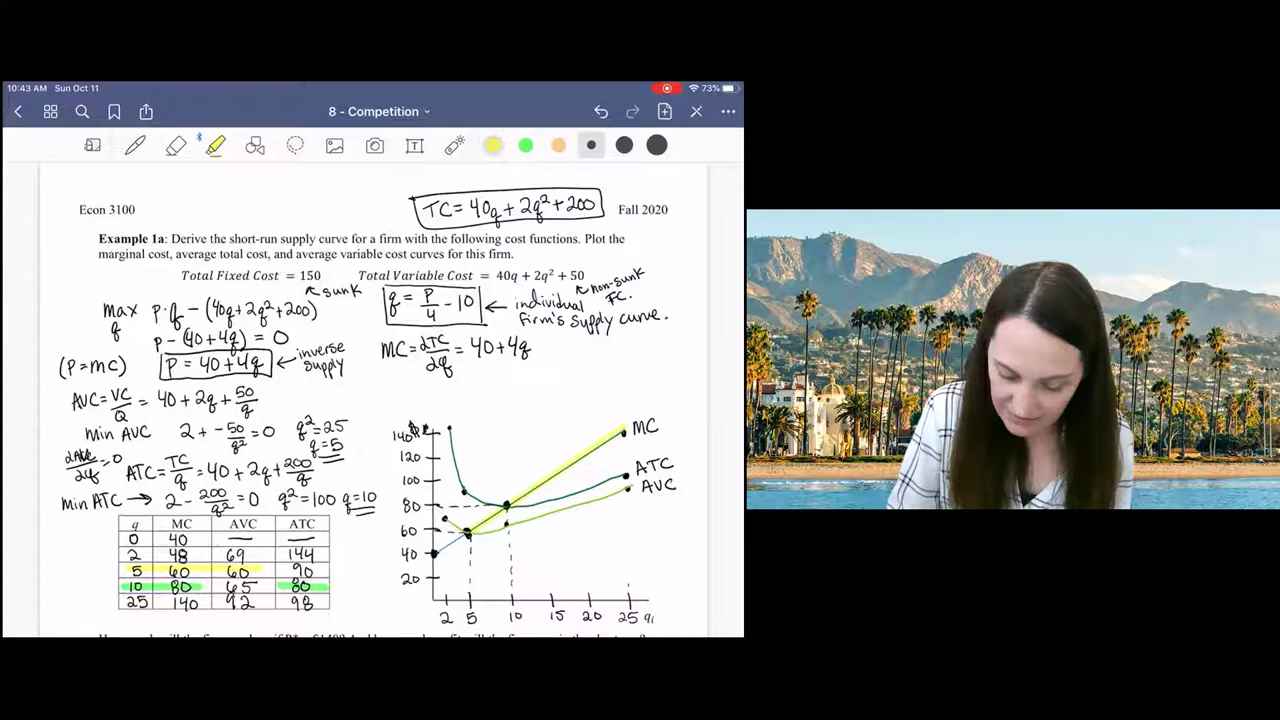 10:43 AM Sun Oct 11
73%
8 - Competition
TC = 40q + 2q² + 200
Econ 3100
Fall 2020
Example 1a: Derive the short-run supply curve for a firm with the following cost functions. Plot the
marginal cost, average total cost, and average variable cost curves for this firm.
Total Fixed Cost = 150 Total Variable Cost = 40q + 2q² + 50
↖ sunk
↖ non-sunk FC.
max q p·q - (40q + 2q² + 200)
q = P/4 - 10 ← individual firm's supply curve.
P - (40 + 4q) = 0
(P = MC) P = 40 + 4q ← inverse supply
MC = ∂TC/∂q = 40 + 4q
AVC = VC/Q = 40 + 2q + 50/q
min AVC 2 + -50/q² = 0 q² = 25
q = 5
∂AVC/∂q = 0 ATC = TC/q = 40 + 2q + 200/q
min ATC → 2 - 200/q² = 0 q² = 100 q = 10
q MC AVC ATC
0 40 — —
2 48 69 144
5 60 60 90
10 80 65 80
25 140 92 98
140
120
100
80
60
40
20
MC
ATC
AVC
2 5 10 15 20 25 q